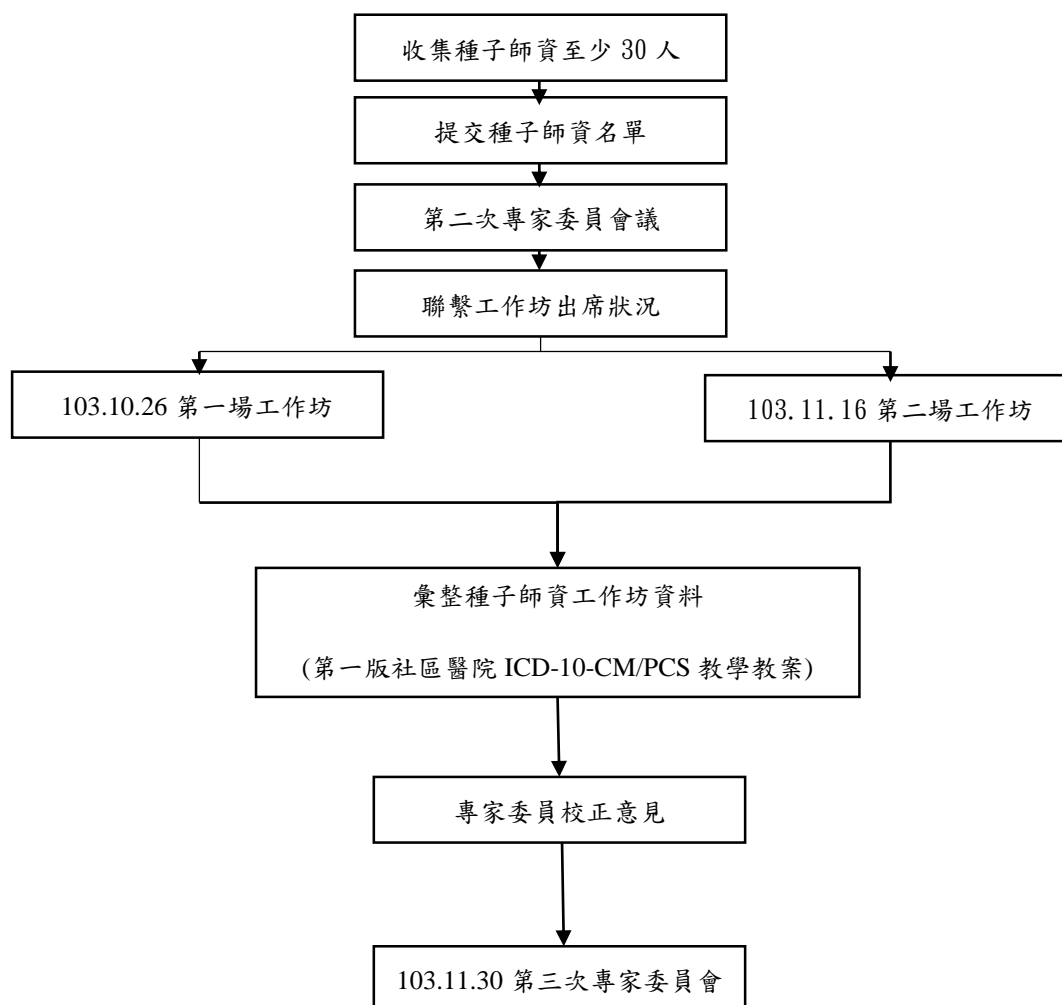 收集種子師資至少 30 人
提交種子師資名單
第二次專家委員會議
聯繫工作坊出席狀況
103.10.26 第一場工作坊
103.11.16 第二場工作坊
彙整種子師資工作坊資料
(第一版社區醫院 ICD-10-CM/PCS 教學教案)
專家委員校正意見
103.11.30 第三次專家委員會